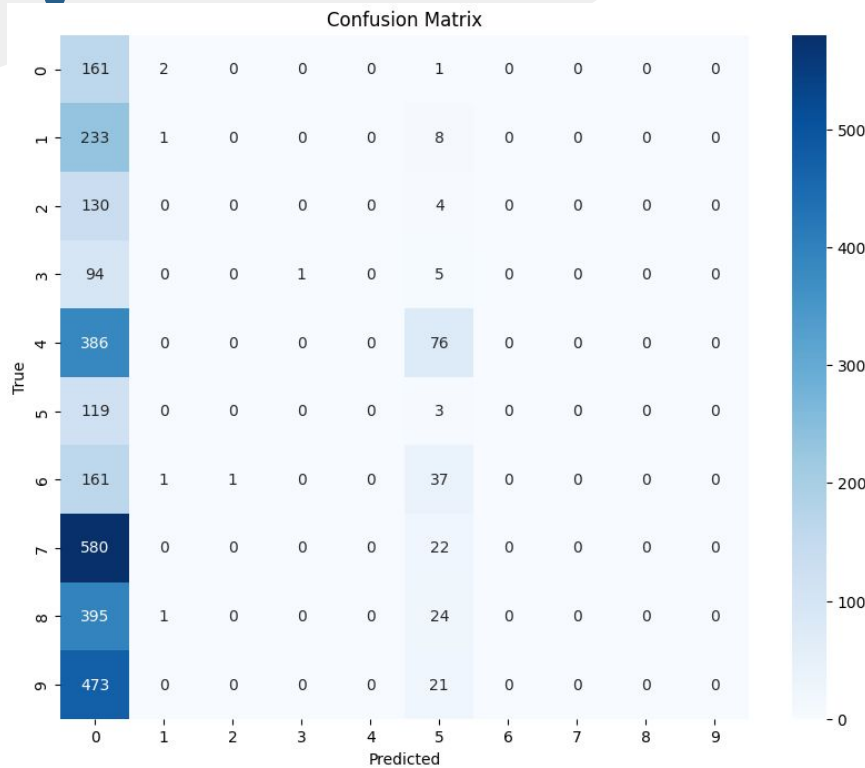 Confusion Matrix
0 161 2 0 0 0 1 0 0 0 0
1 233 1 0 0 0 8 0 0 0 0
2 130 0 0 0 0 4 0 0 0 0
3 94 0 0 1 0 5 0 0 0 0
4 386 0 0 0 0 76 0 0 0 0
5 119 0 0 0 0 3 0 0 0 0
6 161 1 1 0 0 37 0 0 0 0
7 580 0 0 0 0 22 0 0 0 0
8 395 1 0 0 0 24 0 0 0 0
9 473 0 0 0 0 21 0 0 0 0
0 1 2 3 4 5 6 7 8 9
Predicted
True
500
400
300
200
100
0